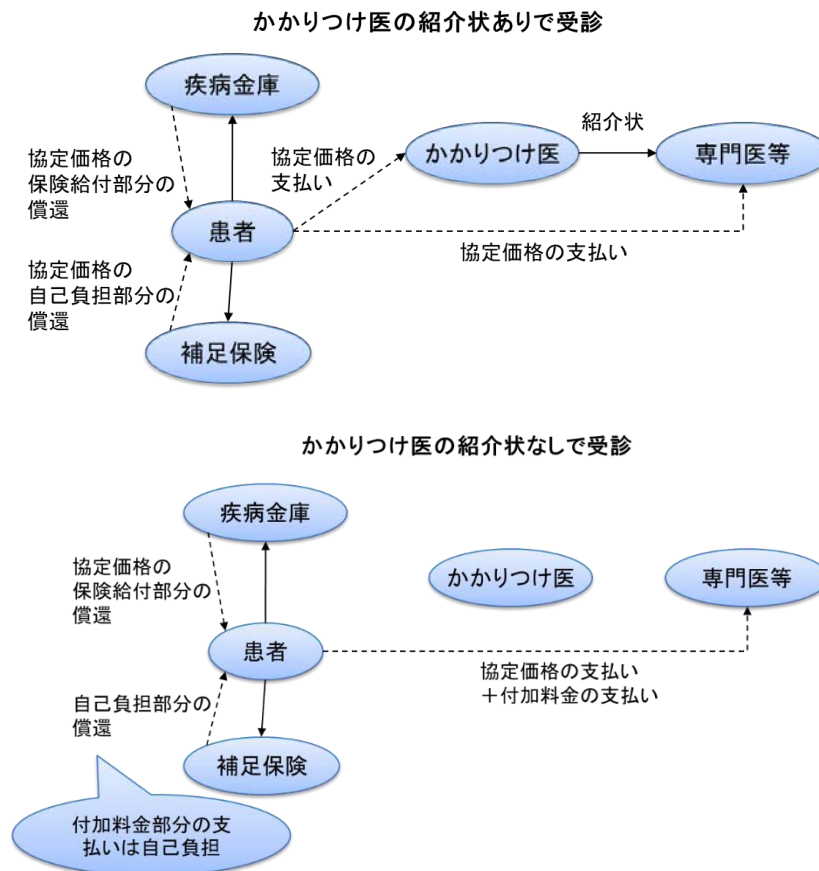 かかりつけ医の紹介状ありで受診
疾病金庫
紹介状
協定価格の
保険給付部分の
償還
協定価格の
支払い
かかりつけ医
専門医等
患者
協定価格の支払い
協定価格の
自己負担部分の
償還
補足保険
かかりつけ医の紹介状なしで受診
疾病金庫
協定価格の
保険給付部分の
償還
かかりつけ医
専門医等
患者
協定価格の支払い
＋付加料金の支払い
自己負担部分の
償還
補足保険
付加料金部分の支
払いは自己負担